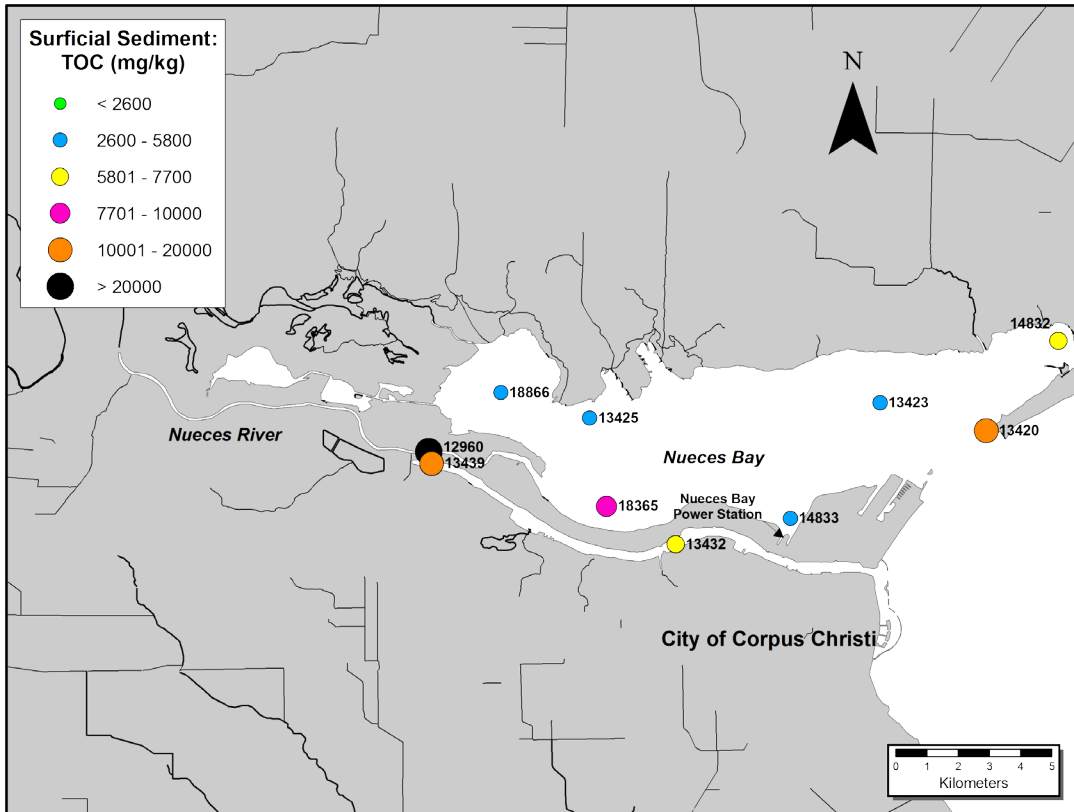 Surficial Sediment:
TOC (mg/kg)
< 2600
2600 - 5800
5801 - 7700
7701 - 10000
10001 - 20000
> 20000
N
14832
18866
13425
13423
13420
Nueces River
12960
13439
Nueces Bay
18365
Nueces Bay
Power Station
14833
13432
City of Corpus Christi
0 1 2 3 4 5
Kilometers